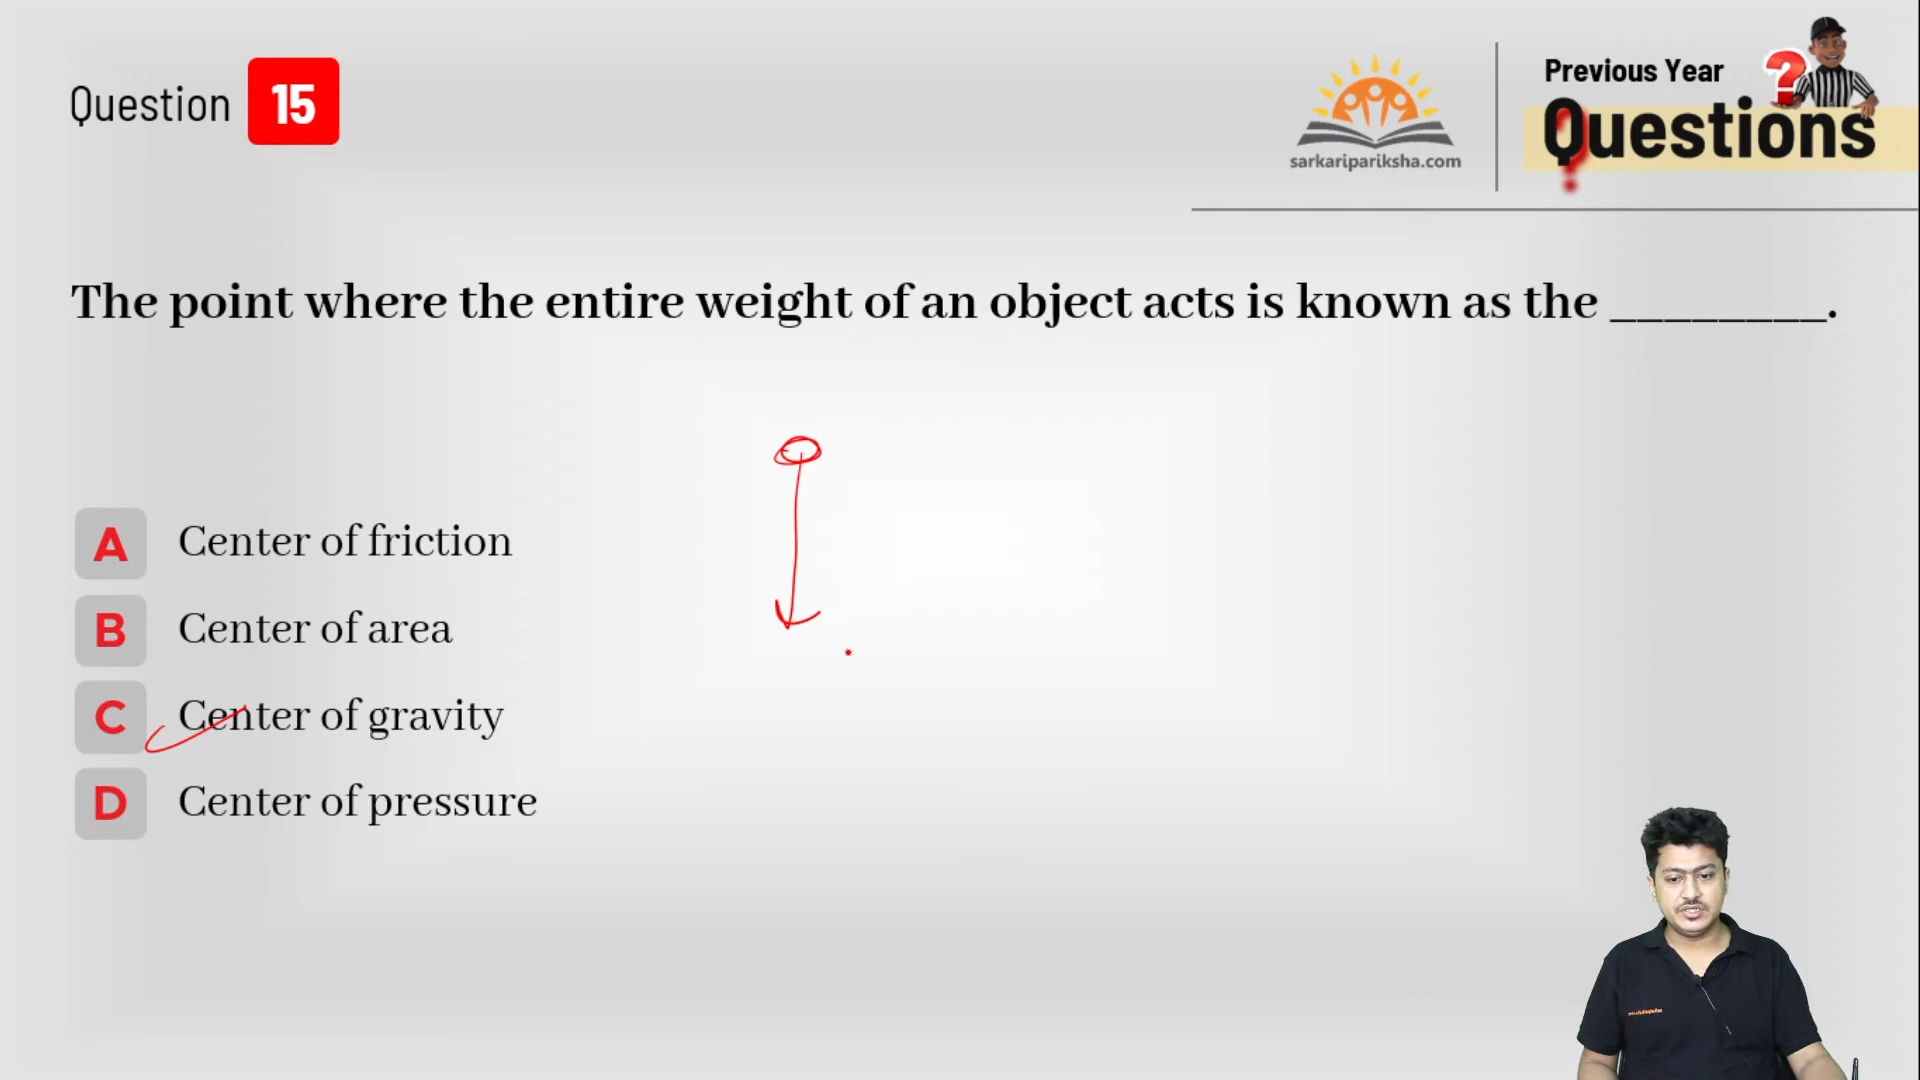 Question 15
sarkaripariksha.com
Previous Year
Questions
The point where the entire weight of an object acts is known as the ________.
A Center of friction
B Center of area
C Center of gravity
D Center of pressure